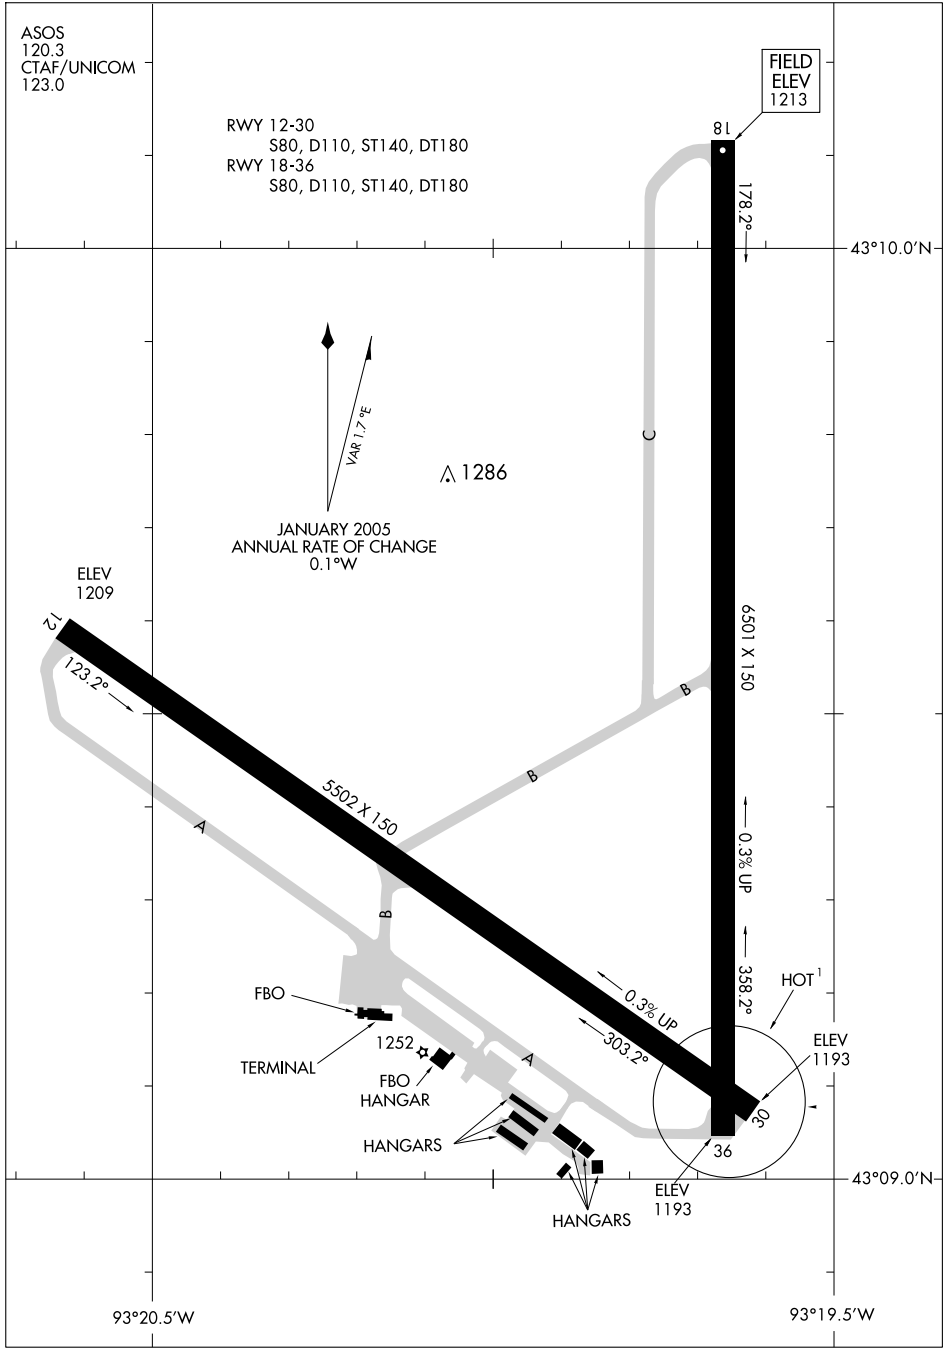 ASOS
120.3
CTAF/UNICOM
123.0
FIELD
ELEV
1213
RWY 12-30
S80, D110, ST140, DT180
RWY 18-36
S80, D110, ST140, DT180
18
178.2°
43°10.0'N
VAR 1.7 °E
C
1286
JANUARY 2005
ANNUAL RATE OF CHANGE
0.1°W
ELEV
1209
12
123.2°
6501 X 150
B
B
5502 X 150
A
0.3% UP
B
358.2°
HOT 1
FBO
0.3% UP
303.2°
ELEV
1193
TERMINAL
1252
A
FBO
HANGAR
30
HANGARS
36
43°09.0'N
ELEV
1193
HANGARS
93°20.5'W
93°19.5'W